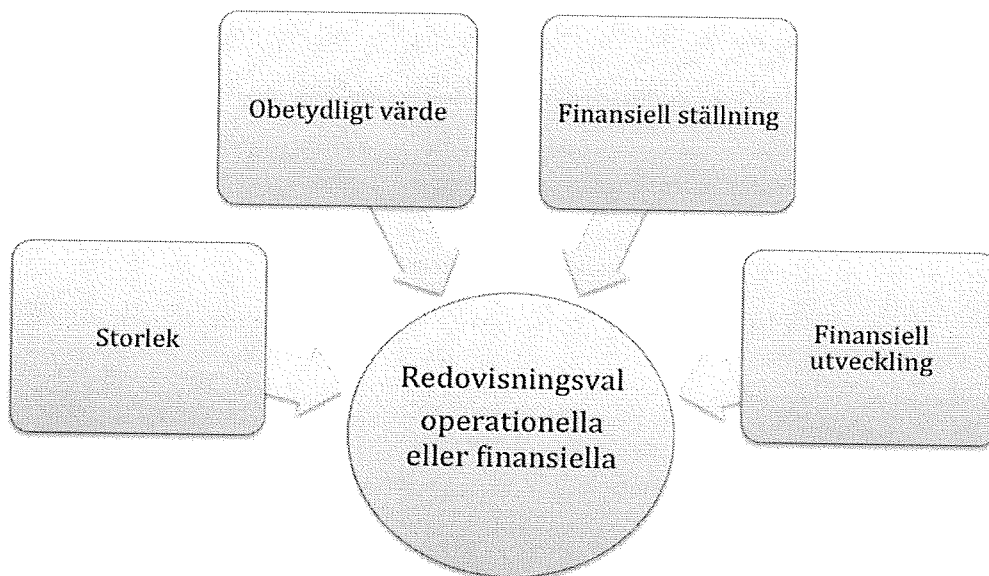 Obetydligt värde
Finansiell ställning
Storlek
Finansiell
utveckling
Redovisningsval
operationella
eller finansiella